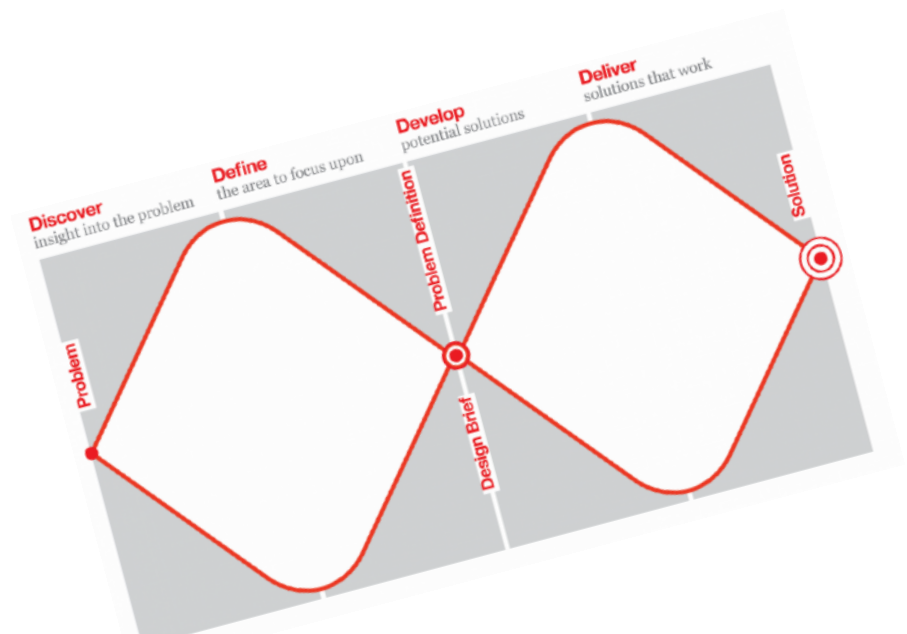 Discover
insight into the problem
Define
the area to focus upon
Develop
potential solutions
Deliver
solutions that work
Problem
Problem Definition
Design Brief
Solution